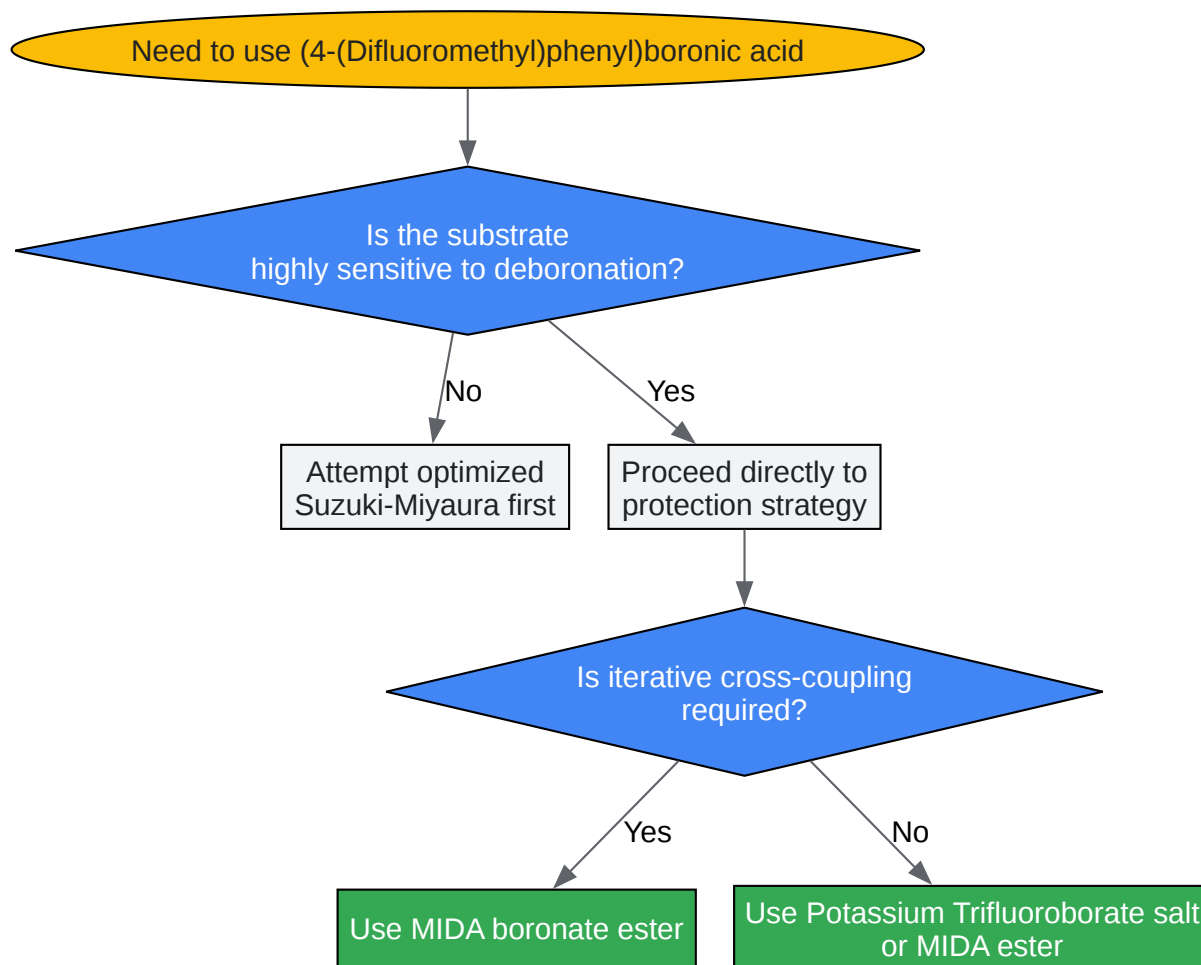 Need to use (4-(Difluoromethyl)phenyl)boronic acid
Is the substrate
highly sensitive to deboronation?
No
Yes
Attempt optimized
Suzuki-Miyaura first
Proceed directly to
protection strategy
Is iterative cross-coupling
required?
Yes
No
Use MIDA boronate ester
Use Potassium Trifluoroborate salt
or MIDA ester